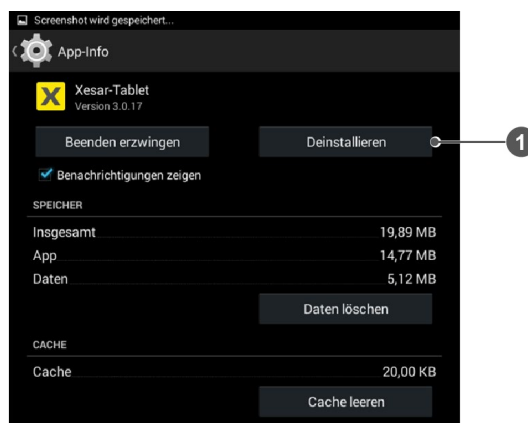 Screenshot wird gespeichert...
App-Info
X
Xesar-Tablet
Version 3.0.17
Beenden erzwingen
Deinstallieren
1
Benachrichtigungen zeigen
SPEICHER
Insgesamt 19,89 MB
App 14,77 MB
Daten 5,12 MB
Daten löschen
CACHE
Cache 20,00 KB
Cache leeren